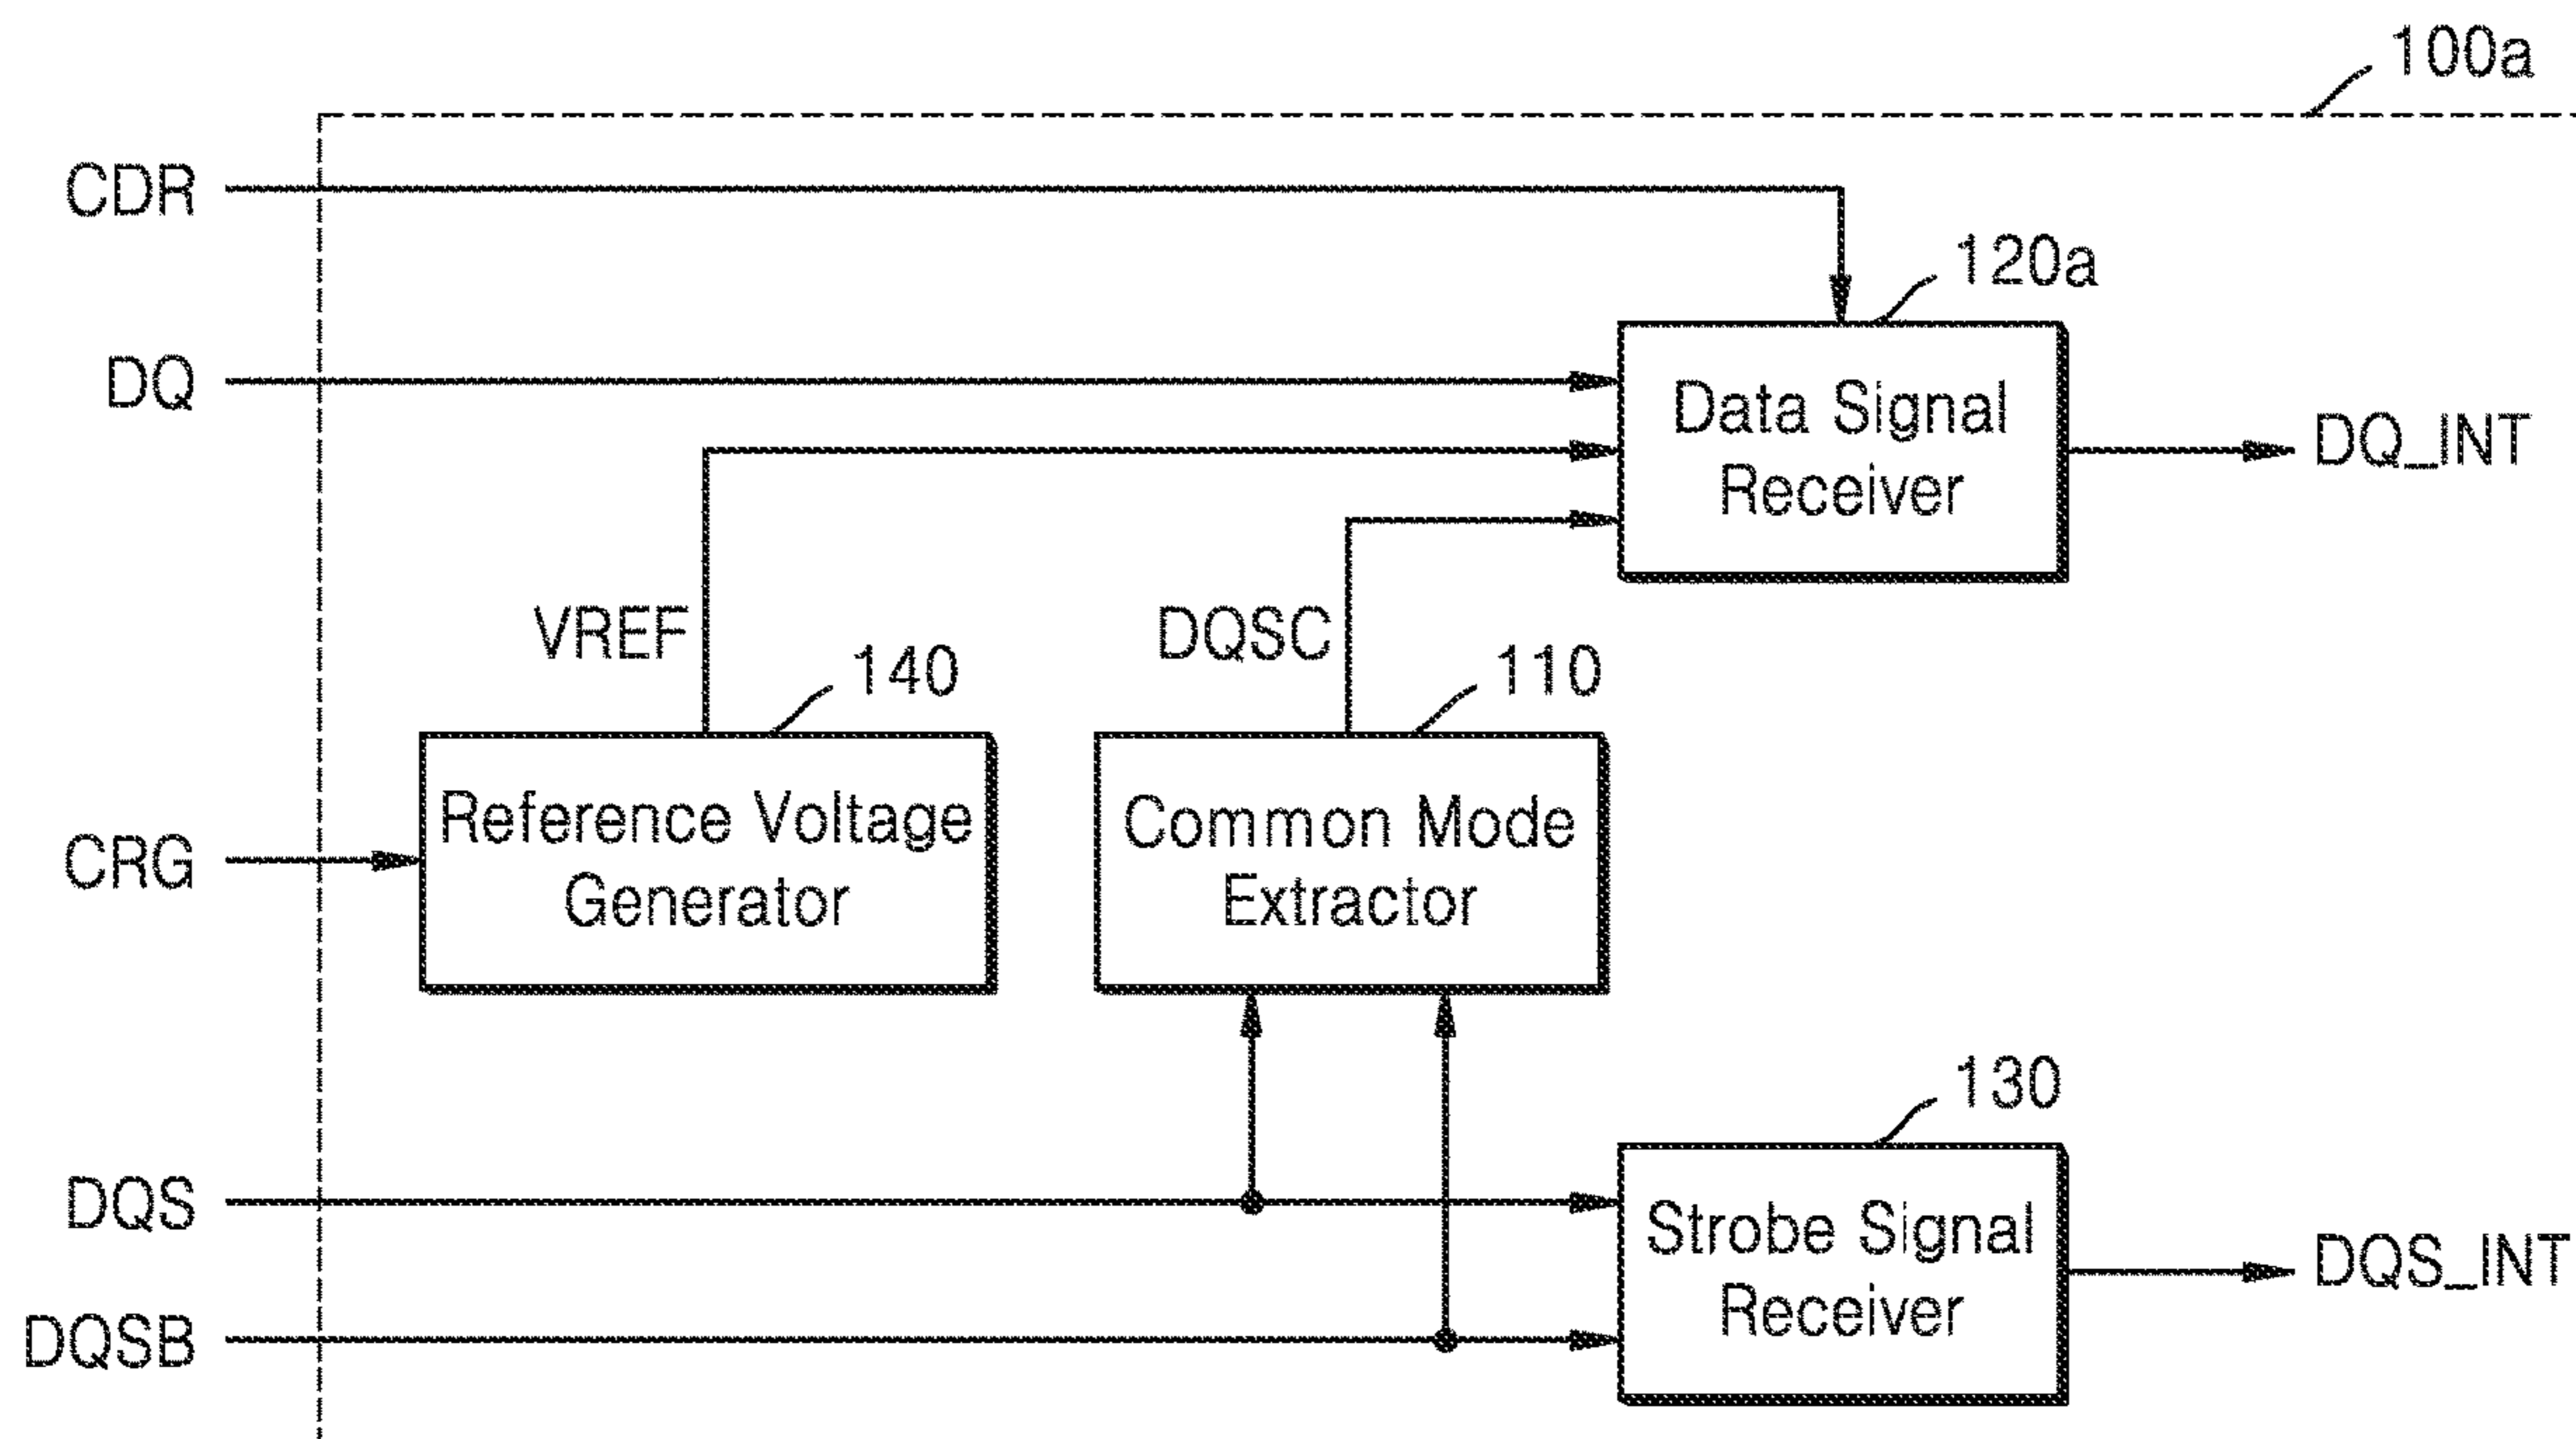 100a
CDR
120a
DQ
Data Signal
Receiver
DQ_INT
VREF
DQSC
140
110
CRG
Reference Voltage
Generator
Common Mode
Extractor
130
DQS
Strobe Signal
Receiver
DQS_INT
DQSB